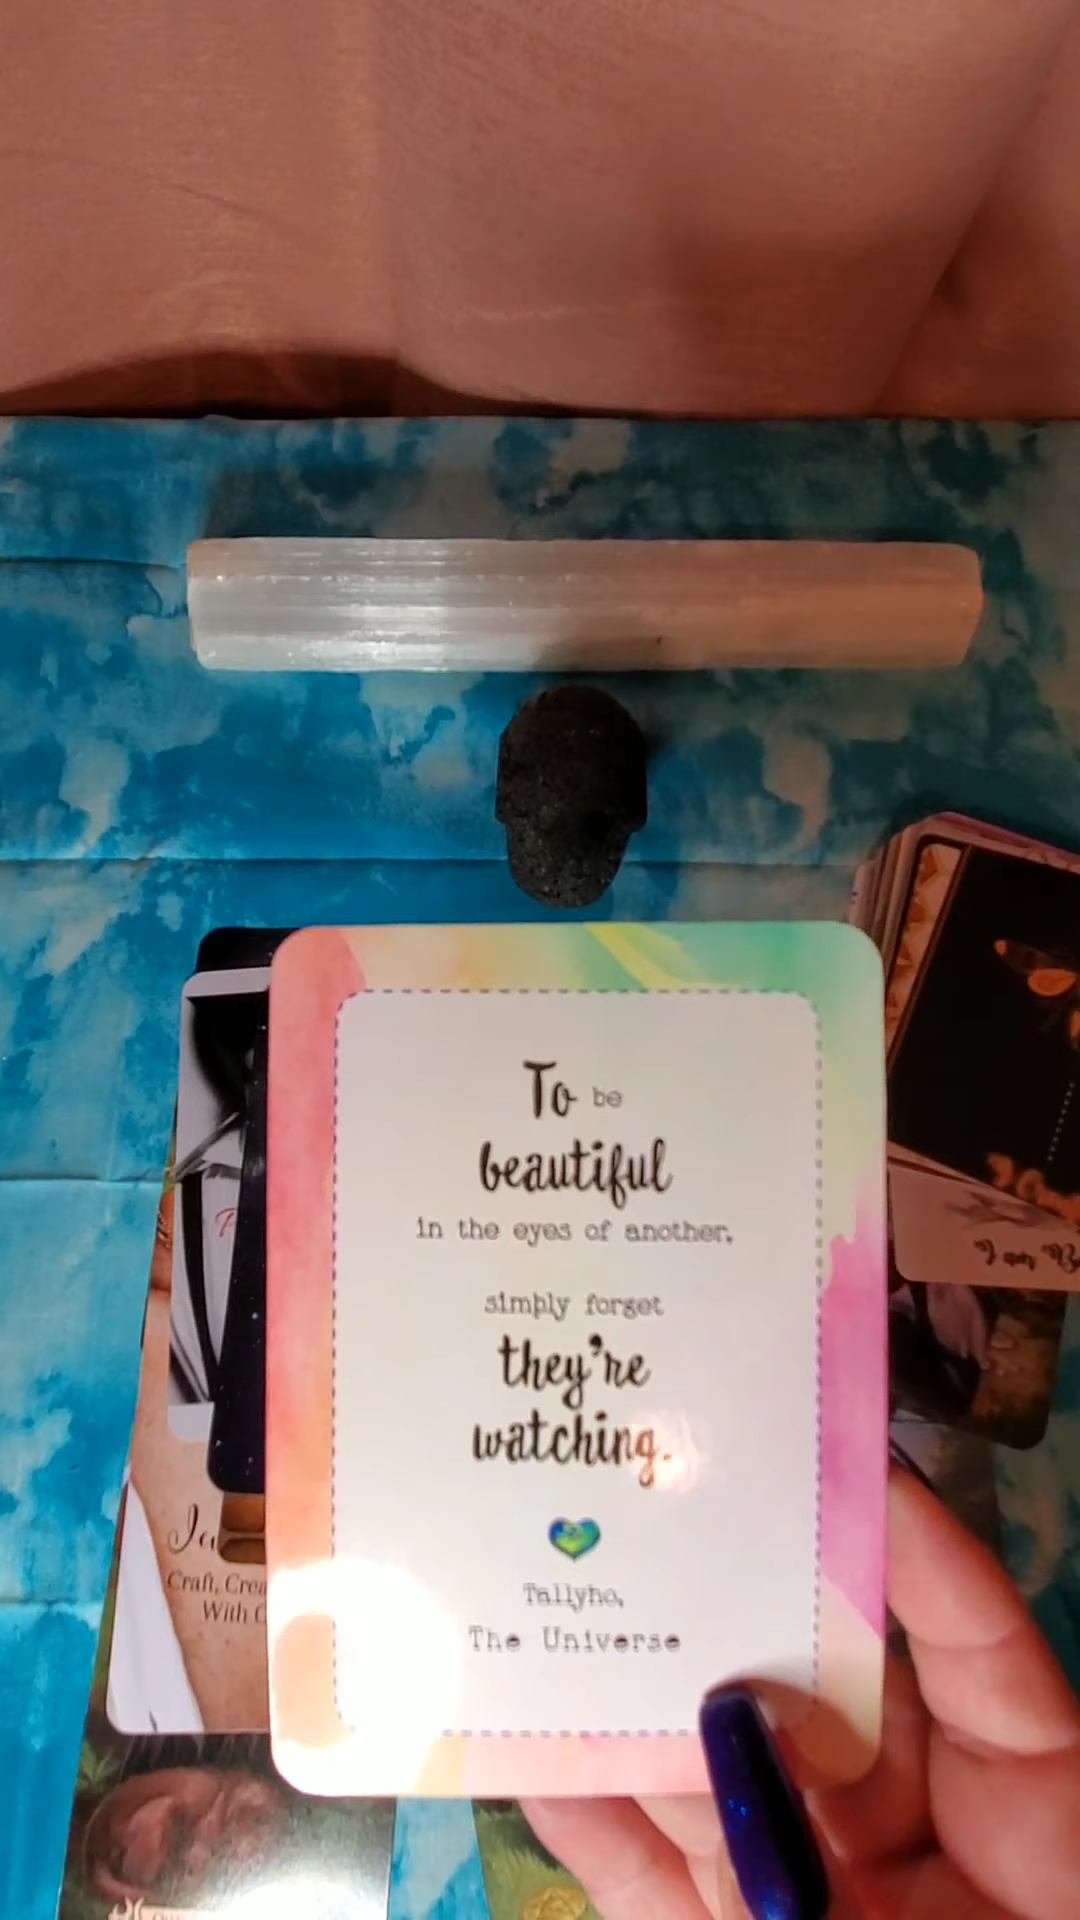 To be
beautiful
in the eyes of another,
simply forget
they're
watching.
Tallyho,
The Universe
Craft, Crea
With C
I am